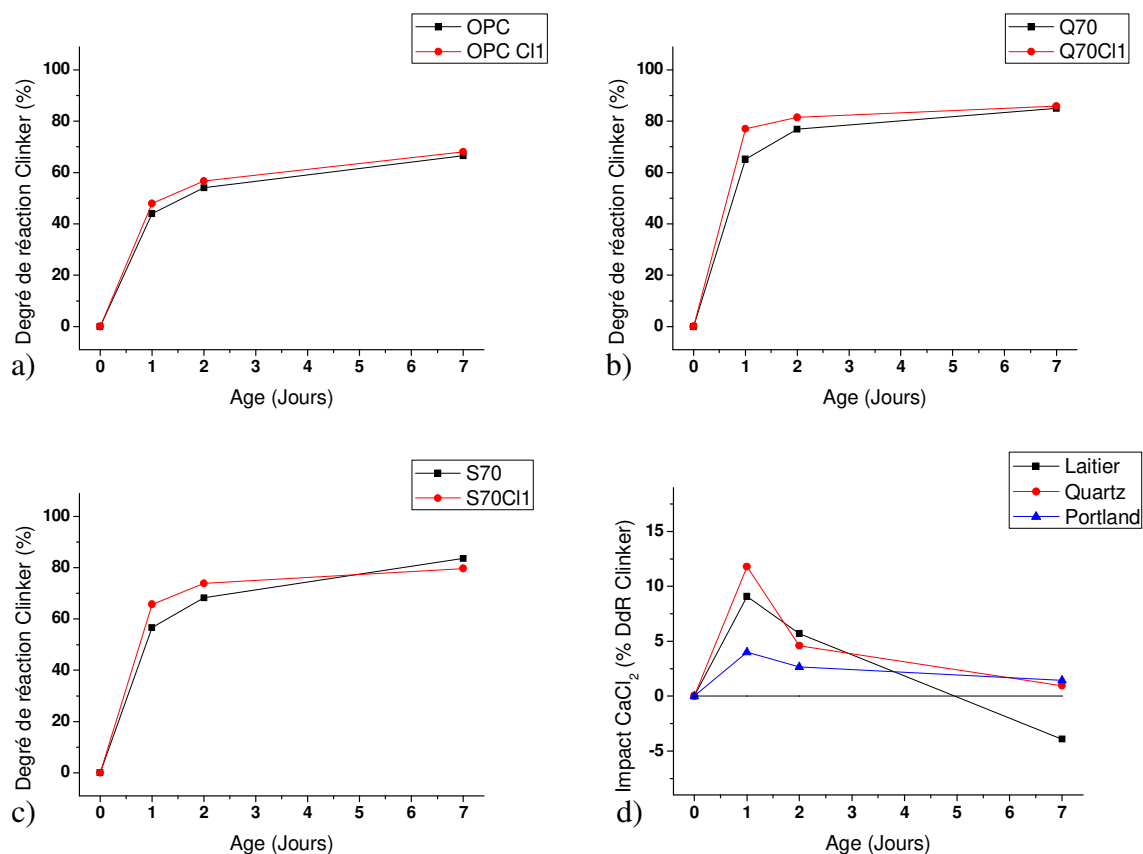 OPC
OPC Cl1
Degré de réaction Clinker (%)
100
80
60
40
20
0
0 1 2 3 4 5 6 7
Age (Jours)
a)
Q70
Q70Cl1
Degré de réaction Clinker (%)
100
80
60
40
20
0
0 1 2 3 4 5 6 7
Age (Jours)
b)
S70
S70Cl1
Degré de réaction Clinker (%)
100
80
60
40
20
0
0 1 2 3 4 5 6 7
Age (Jours)
c)
Laitier
Quartz
Portland
Impact CaCl₂ (% DdR Clinker)
15
10
5
0
-5
0 1 2 3 4 5 6 7
Age (Jours)
d)